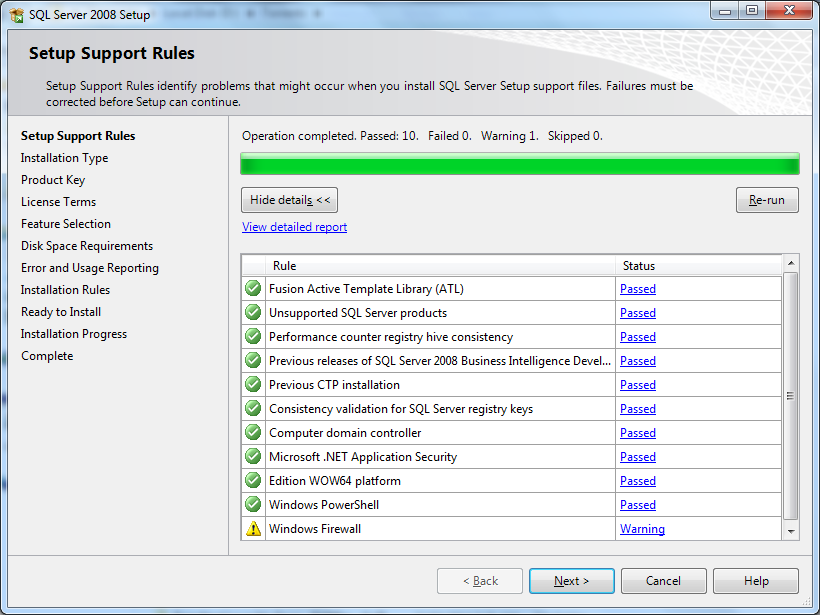 SQL Server 2008 Setup
Setup Support Rules
Setup Support Rules identify problems that might occur when you install SQL Server Setup support files. Failures must be
corrected before Setup can continue.
Setup Support Rules
Installation Type
Product Key
License Terms
Feature Selection
Disk Space Requirements
Error and Usage Reporting
Installation Rules
Ready to Install
Installation Progress
Complete
Operation completed. Passed: 10. Failed 0. Warning 1. Skipped 0.
Hide details << Re-run
View detailed report
Rule Status
Fusion Active Template Library (ATL) Passed
Unsupported SQL Server products Passed
Performance counter registry hive consistency Passed
Previous releases of SQL Server 2008 Business Intelligence Devel... Passed
Previous CTP installation Passed
Consistency validation for SQL Server registry keys Passed
Computer domain controller Passed
Microsoft .NET Application Security Passed
Edition WOW64 platform Passed
Windows PowerShell Passed
Windows Firewall Warning
< Back Next > Cancel Help